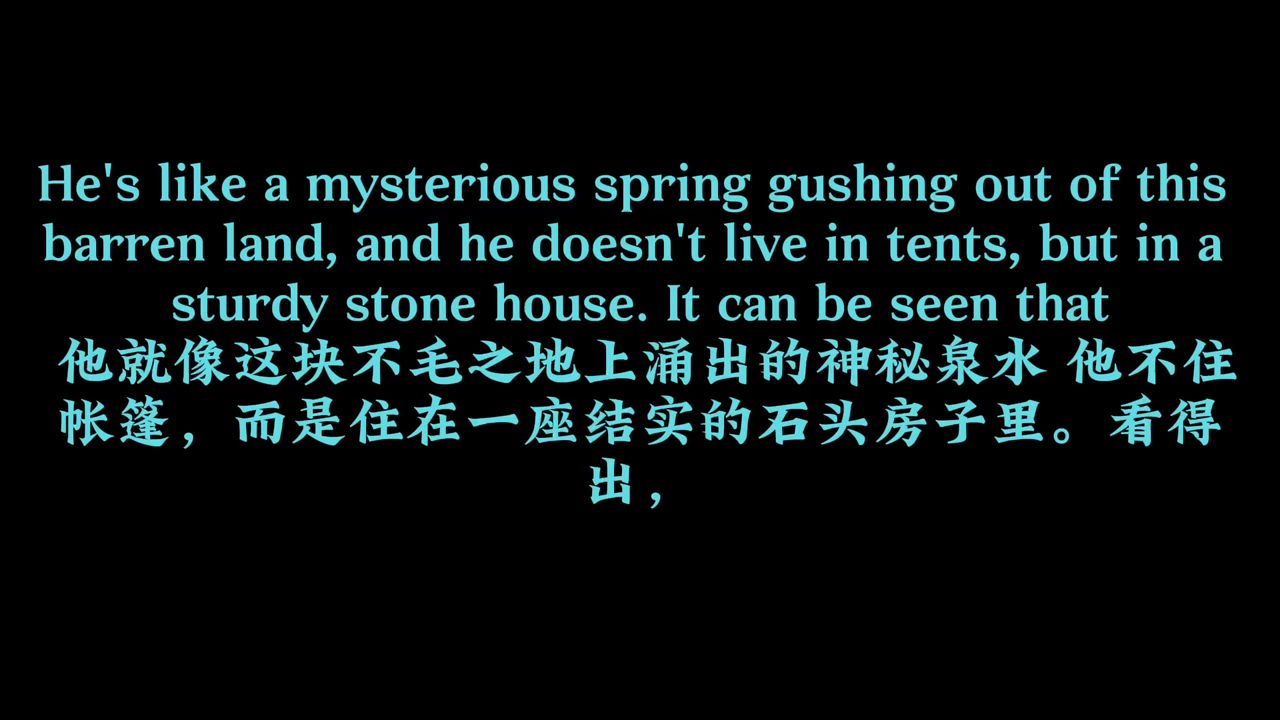 He's like a mysterious spring gushing out of this
barren land, and he doesn't live in tents, but in a
sturdy stone house. It can be seen that
他就像这块不毛之地上涌出的神秘泉水 他不住
帐篷，而是住在一座结实的石头房子里。看得
出，